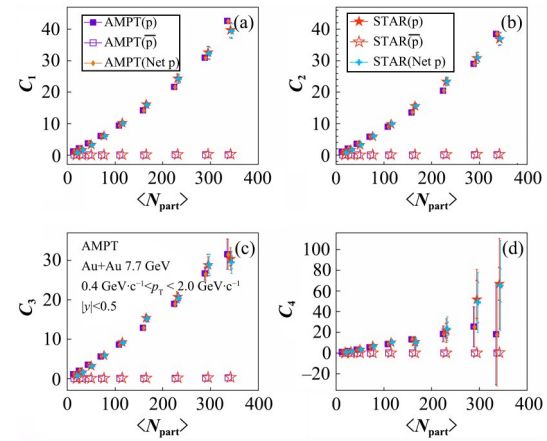 (a)
AMPT(p)
AMPT(p̅)
AMPT(Net p)
C₁
40
30
20
10
0
0 100 200 300 400
⟨Nₚₐᵣₜ⟩
(b)
STAR(p)
STAR(p̅)
STAR(Net p)
C₂
40
30
20
10
0
0 100 200 300 400
⟨Nₚₐᵣₜ⟩
(c)
AMPT
Au+Au 7.7 GeV
0.4 GeV·c⁻¹<p_T < 2.0 GeV·c⁻¹
|y|<0.5
C₃
30
20
10
0
0 100 200 300 400
⟨Nₚₐᵣₜ⟩
(d)
C₄
100
80
60
40
20
0
−20
0 100 200 300 400
⟨Nₚₐᵣₜ⟩